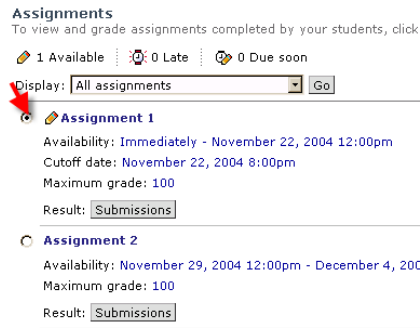 Assignments
To view and grade assignments completed by your students, click
1 Available 0 Late 0 Due soon
Display: All assignments Go
Assignment 1
Availability: Immediately - November 22, 2004 12:00pm
Cutoff date: November 22, 2004 8:00pm
Maximum grade: 100
Result: Submissions
Assignment 2
Availability: November 29, 2004 12:00pm - December 4, 200
Maximum grade: 100
Result: Submissions